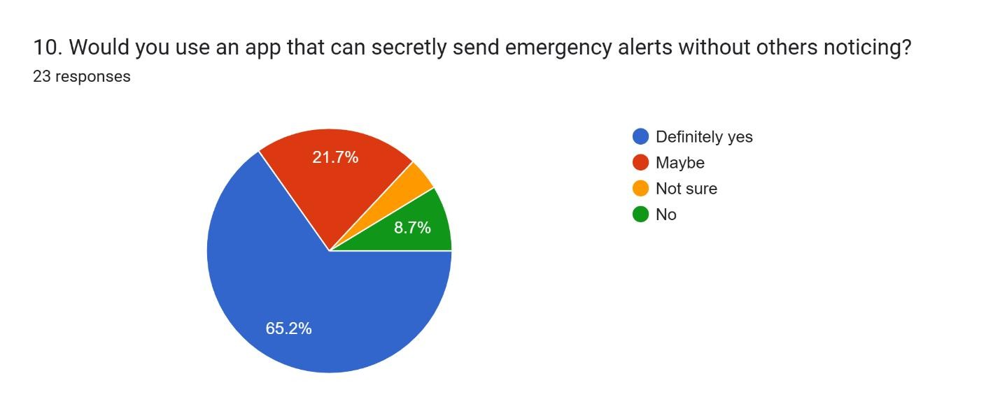 10. Would you use an app that can secretly send emergency alerts without others noticing?
23 responses
21.7%
8.7%
65.2%
Definitely yes
Maybe
Not sure
No